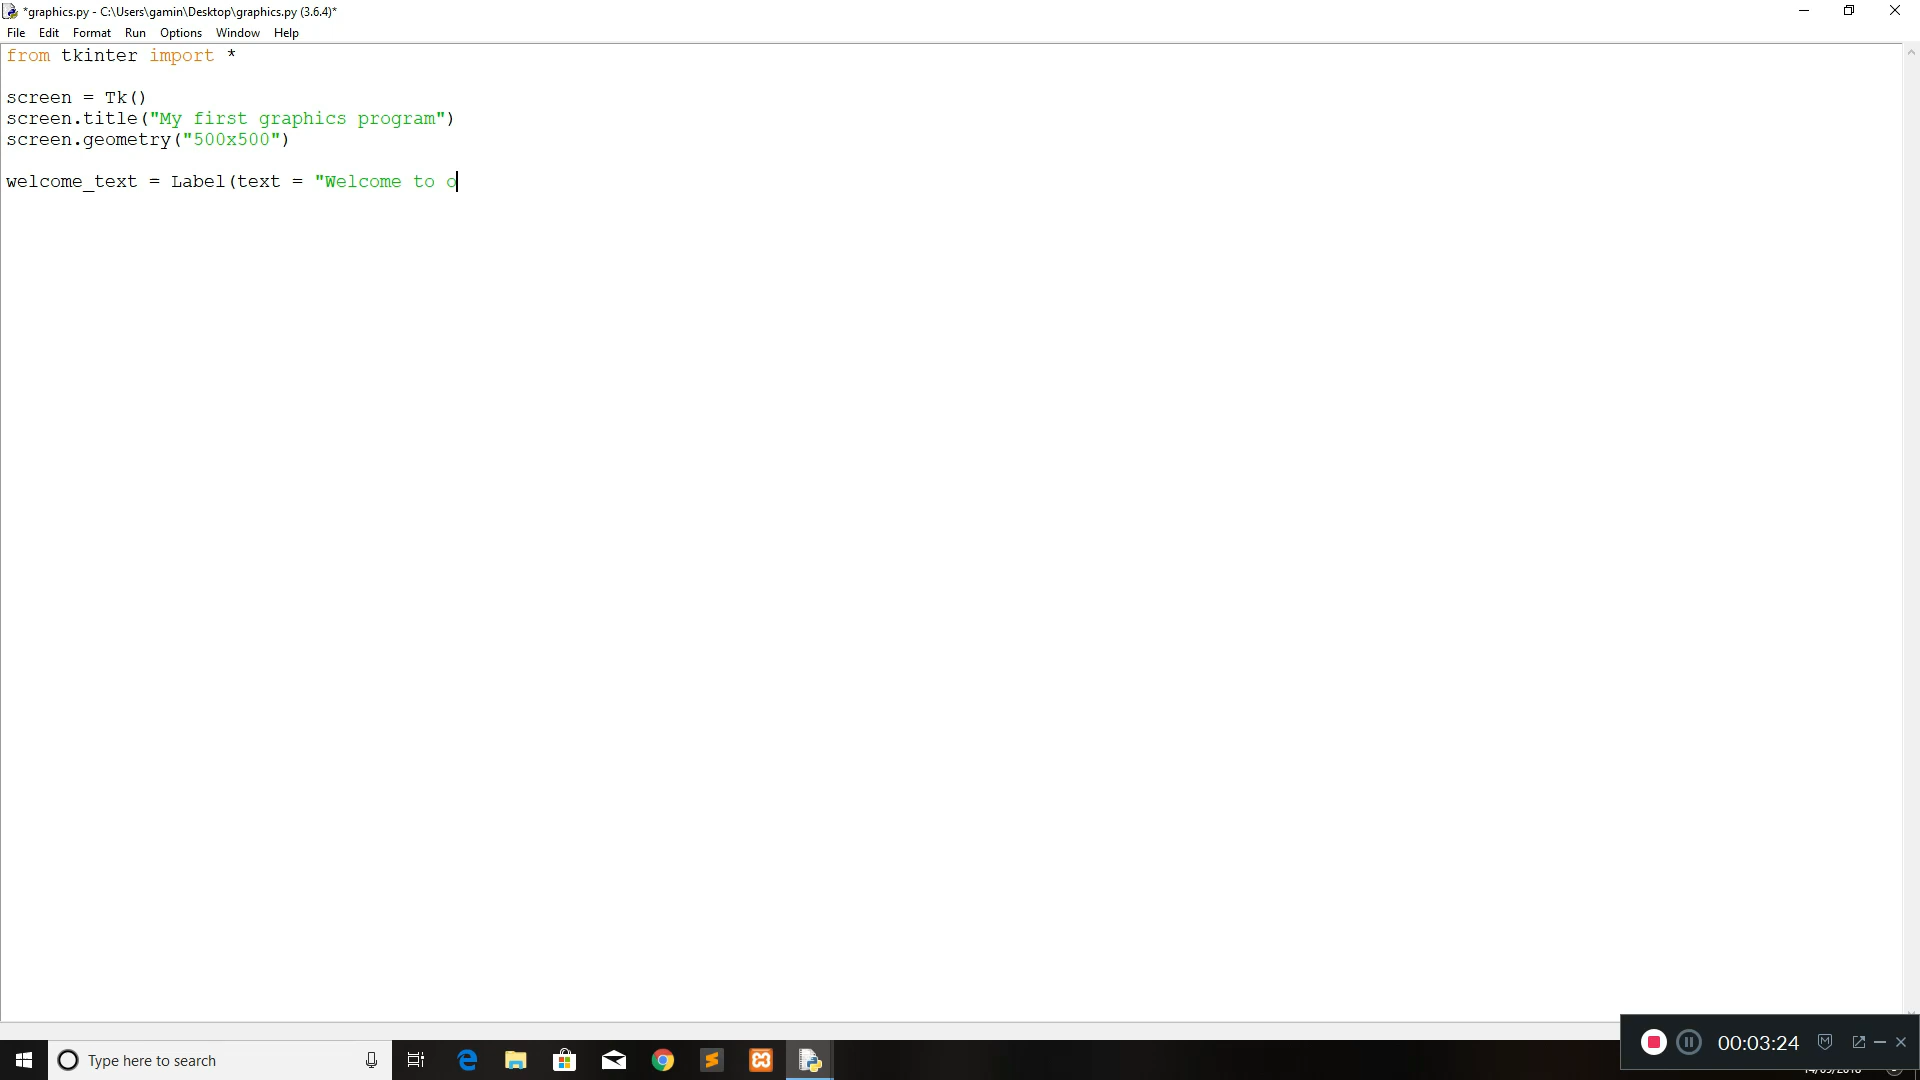 *graphics.py - C:\Users\gamin\Desktop\graphics.py (3.6.4)*
File Edit Format Run Options Window Help
from tkinter import *
screen = Tk()
screen.title("My first graphics program")
screen.geometry("500x500")
welcome_text = Label(text = "Welcome to o
00:03:24
Type here to search